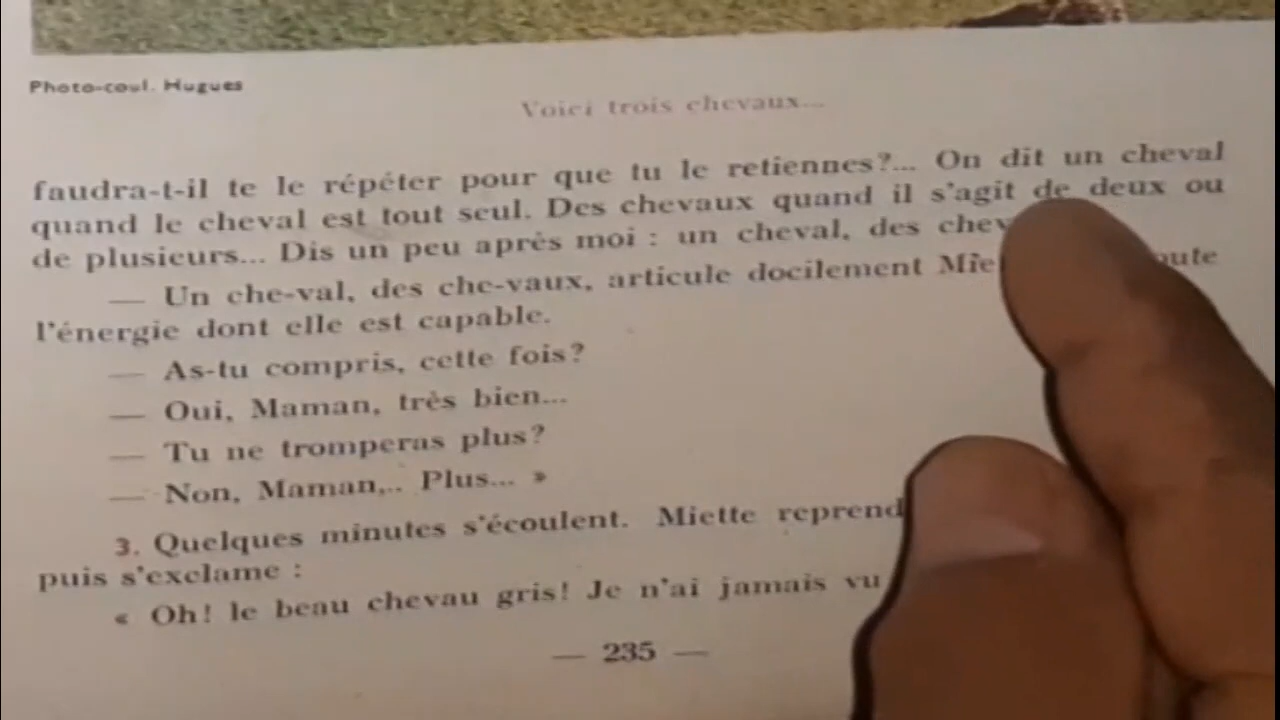 Photo-coul. Hugues
Voici trois chevaux...
faudra-t-il te le répéter pour que tu le retiennes?... On dit un cheval
quand le cheval est tout seul. Des chevaux quand il s'agit de deux ou
de plusieurs... Dis un peu après moi : un cheval, des
— Un che-val, des che-vaux, articule docilement
l'énergie dont elle est capable.
— As-tu compris, cette fois?
— Oui, Maman, très bien...
— Tu ne tromperas plus?
— Non, Maman,.. Plus... »
3. Quelques minutes s'écoulent. Miette reprend
puis s'exclame :
« Oh! le beau chevau gris! Je n'ai jamais vu
— 235 —